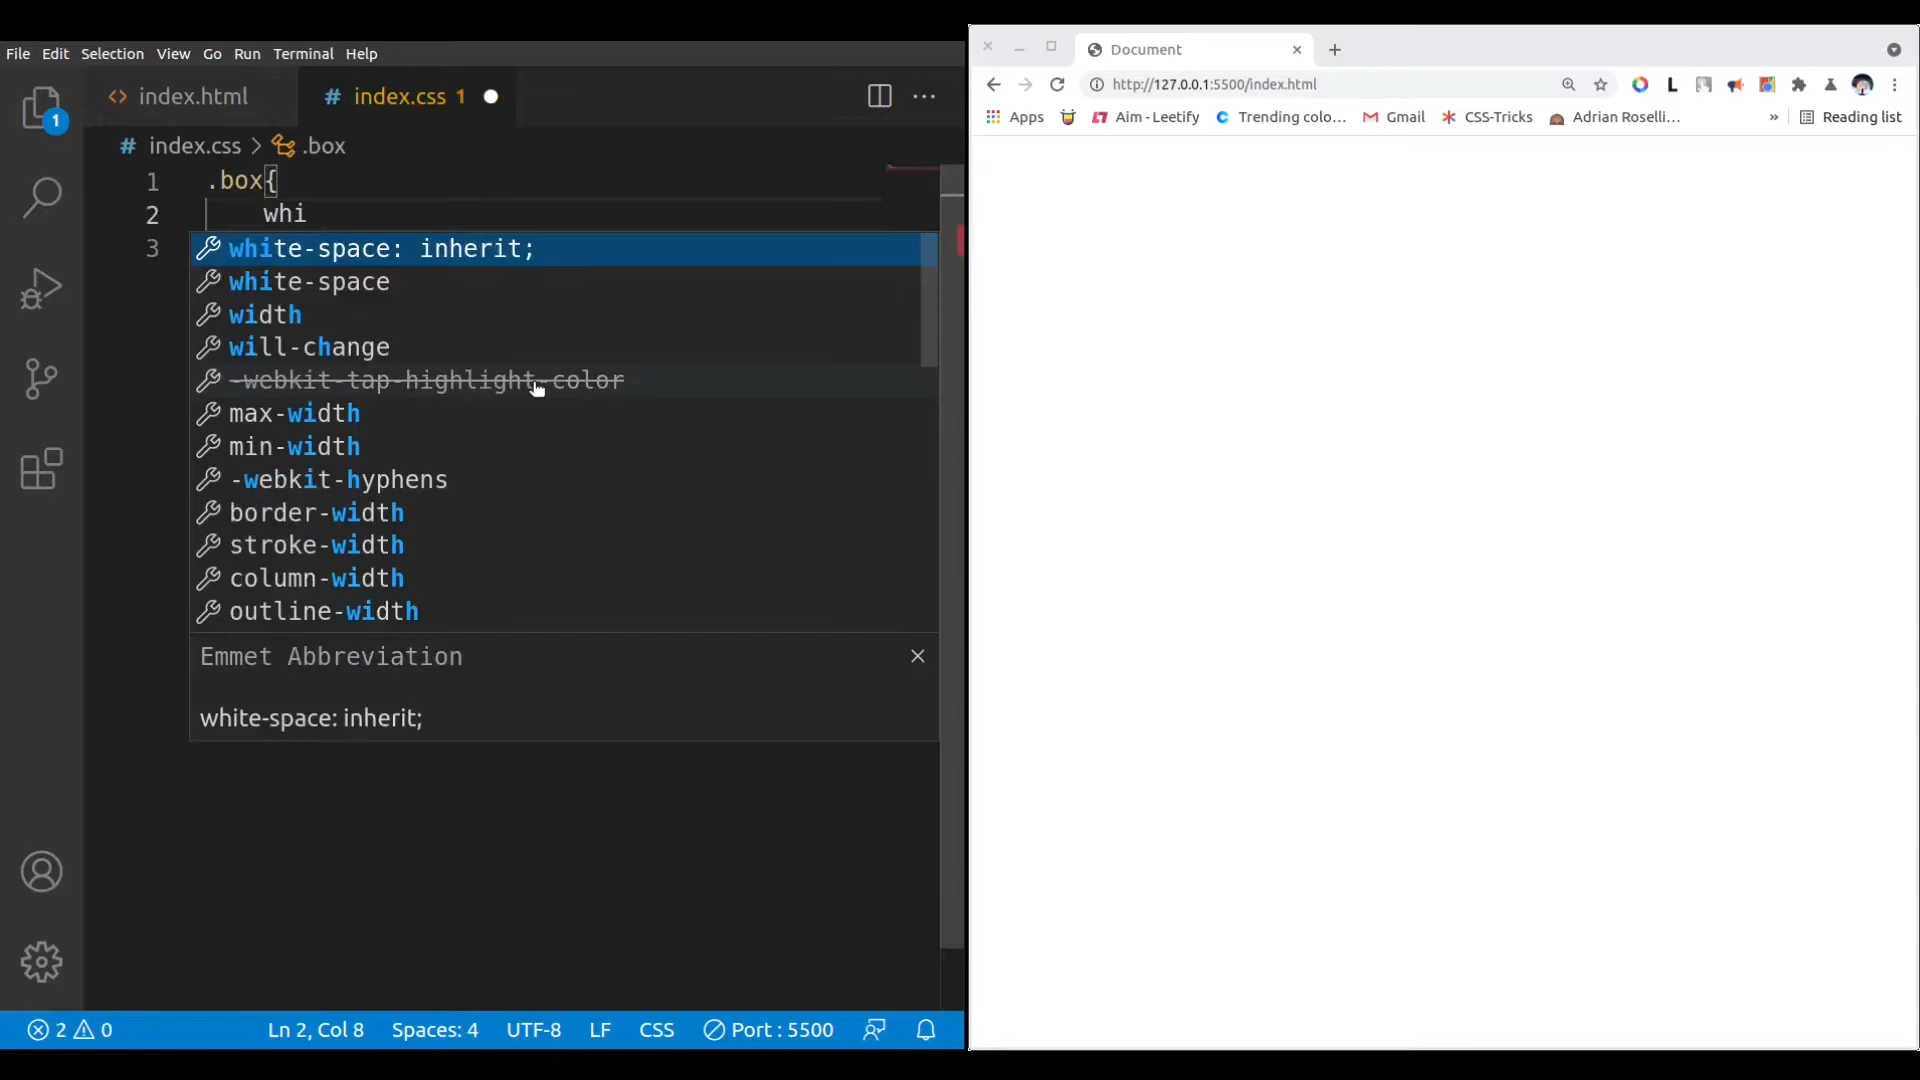 File Edit Selection View Go Run Terminal Help
index.html
# index.css 1
# index.css > .box
1 .box{
2 whi
3
white-space: inherit;
white-space
width
will-change
-webkit-tap-highlight-color
max-width
min-width
-webkit-hyphens
border-width
stroke-width
column-width
outline-width
Emmet Abbreviation
white-space: inherit;
1
2 0 Ln 2, Col 8 Spaces: 4 UTF-8 LF CSS Port : 5500
Document
http://127.0.0.1:5500/index.html
L
Apps Aim - Leetify Trending colo... Gmail CSS-Tricks Adrian Roselli... » Reading list